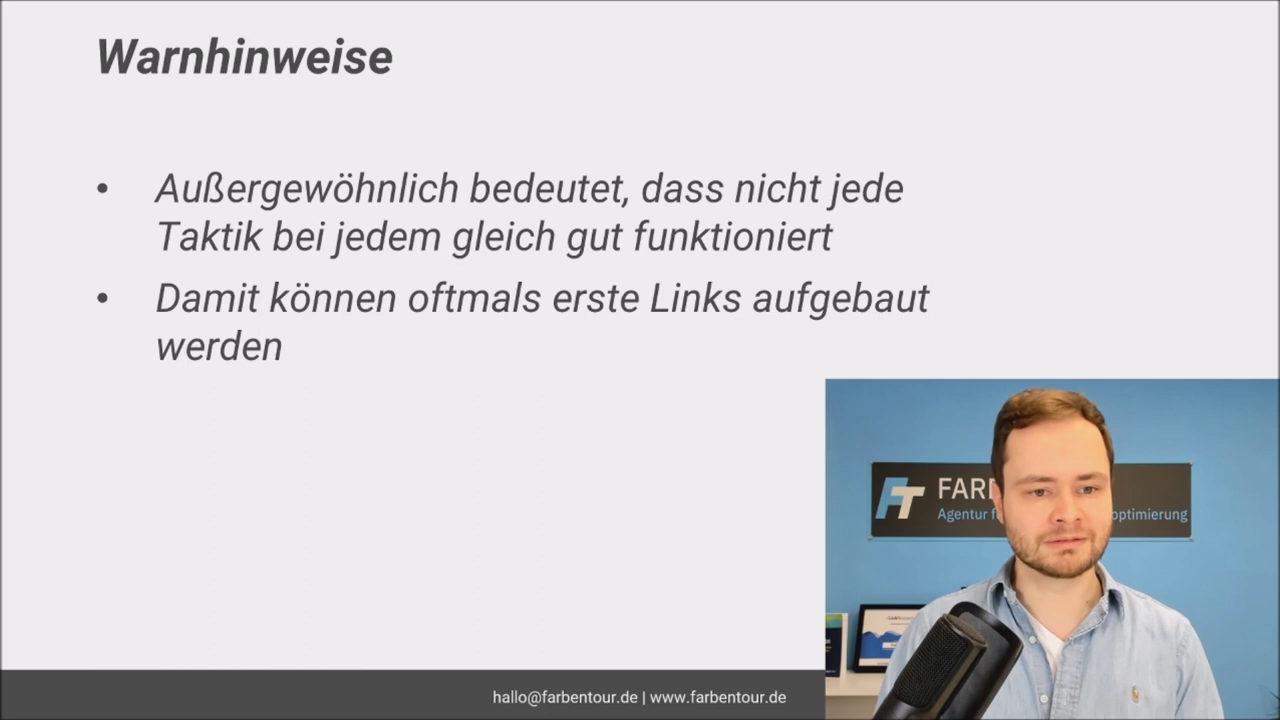 Warnhinweise
• Außergewöhnlich bedeutet, dass nicht jede
Taktik bei jedem gleich gut funktioniert
• Damit können oftmals erste Links aufgebaut
werden
FT
Agentur
optimierung
hallo@farbentour.de | www.farbentour.de